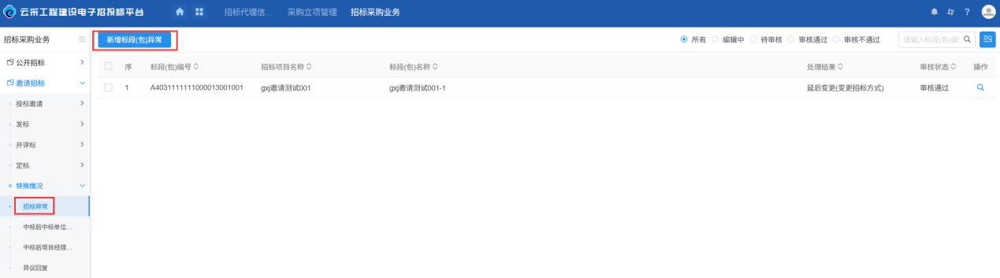 云采工程建设电子招投标平台 招标代理信... 采购立项管理 招标采购业务 ?
招标采购业务 新增标段(包)异常 所有 编辑中 待审核 审核通过 审核不通过 请输入标段(包)编
公开招标
序 标段(包)编号 招标项目名称 标段(包)名称 处理结果 审核状态 操作
邀请招标
1 A4031111111000013001001 gxj邀请测试001 gxj邀请测试001-1 延后变更(变更招标方式) 审核通过
投标邀请
发标
开评标
定标
特殊情况
招标异常
中标后中标单位...
中标后项目经理...
异议回复